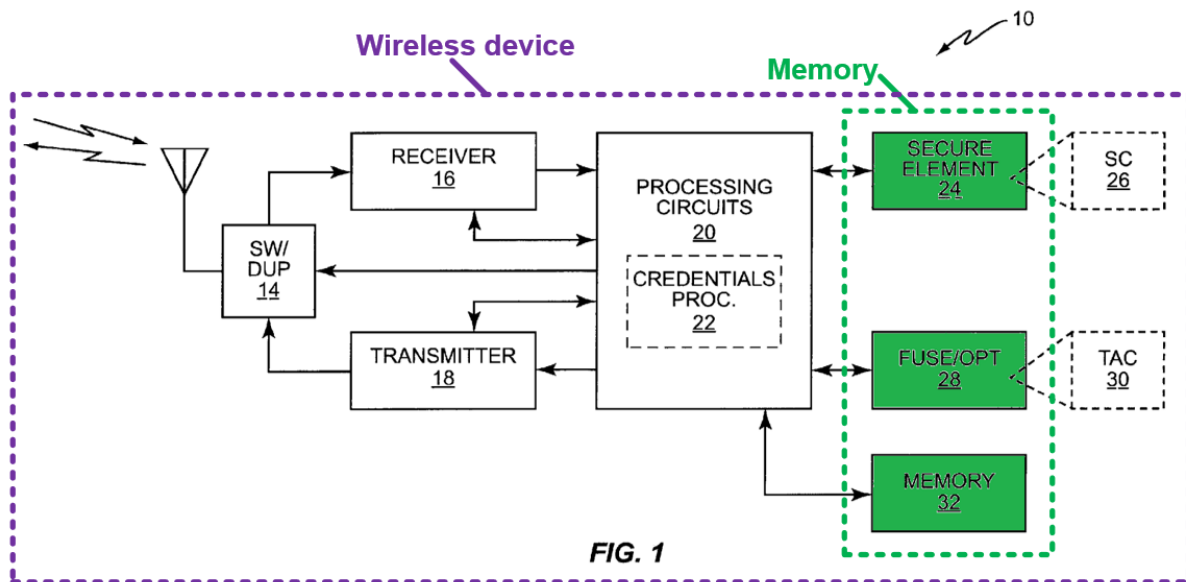 10
Wireless device
Memory
RECEIVER
16
PROCESSING
CIRCUITS
20
SECURE
ELEMENT
24
SC
26
SW/
DUP
14
CREDENTIALS
PROC.
22
TRANSMITTER
18
FUSE/OPT
28
TAC
30
MEMORY
32
FIG. 1